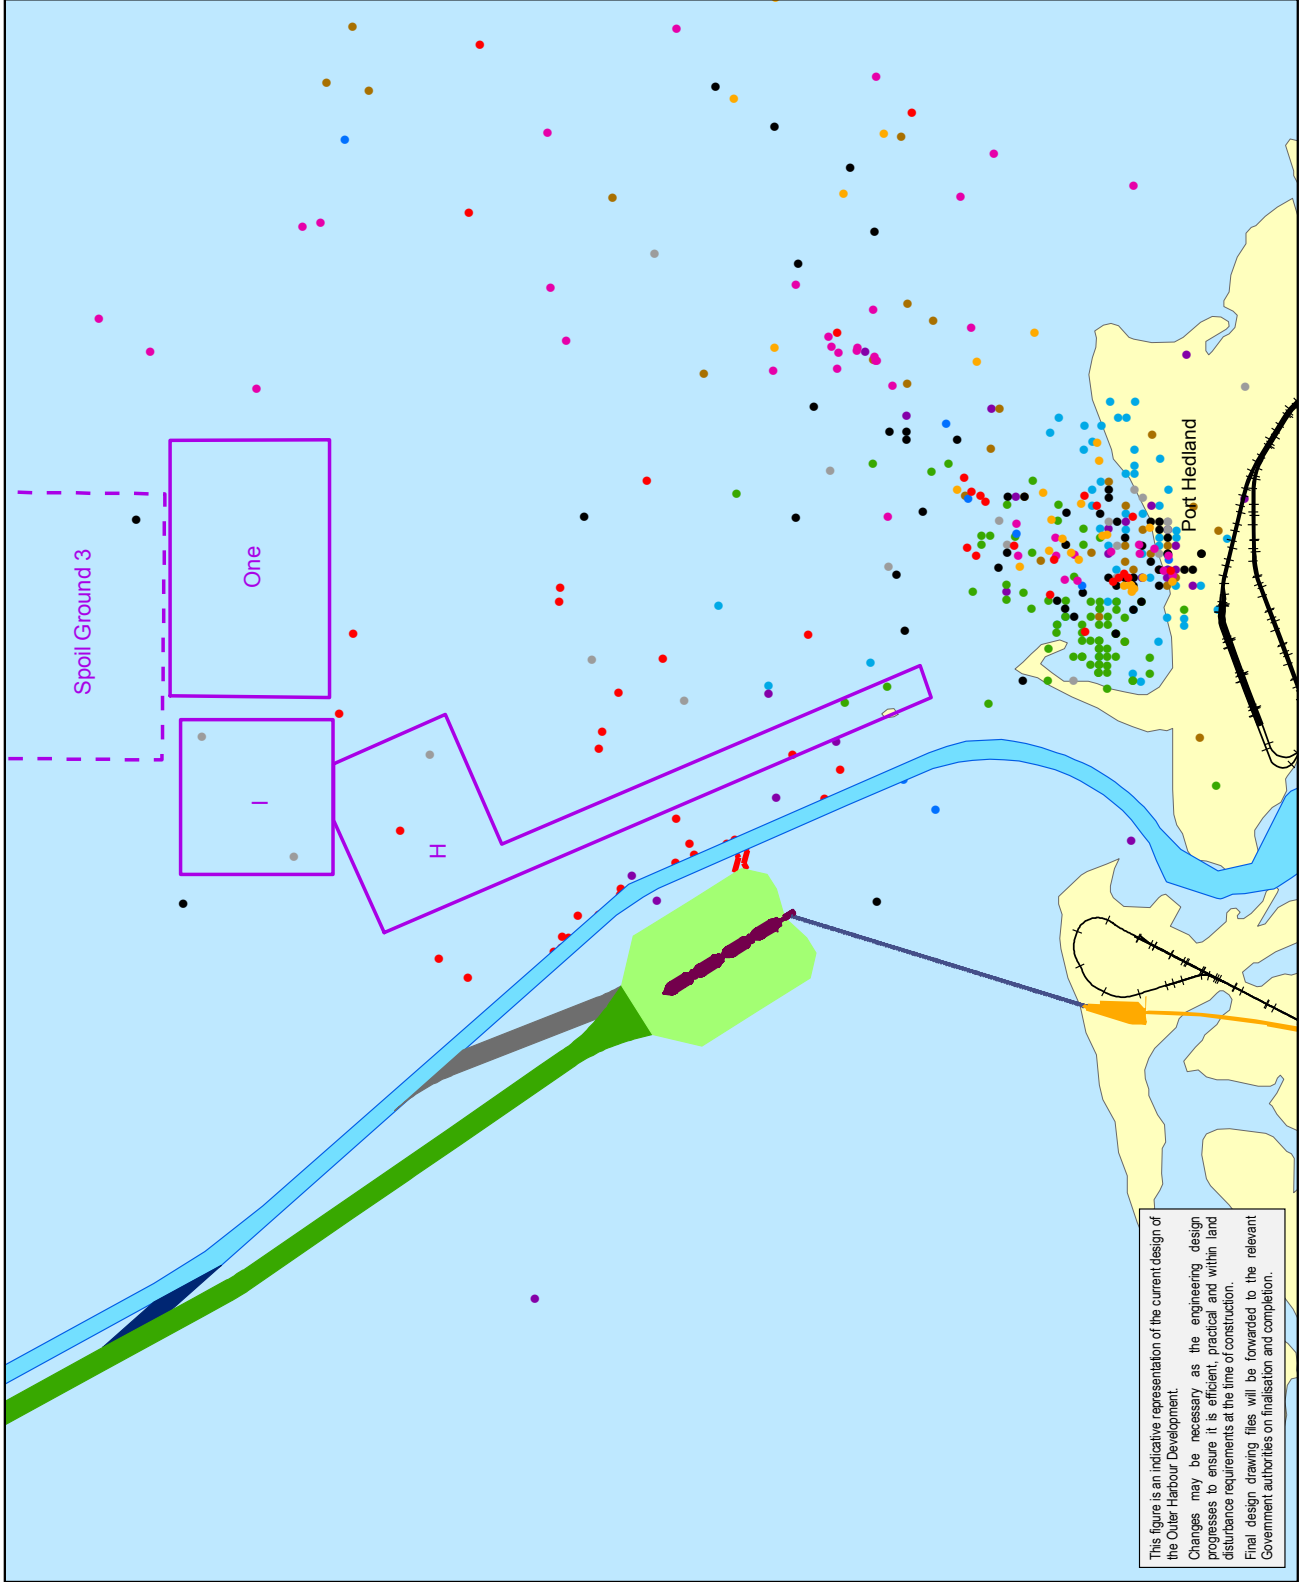 Spoil Ground 3
One
I
H
Port Hedland
This figure is an indicative representation of the current design of
the Outer Harbour Development.
Changes may be necessary as the engineering design
progresses to ensure it is efficient, practical and within land
disturbance requirements at the time of construction.
Final design drawing files will be forwarded to the relevant
Government authorities on finalisation and completion.